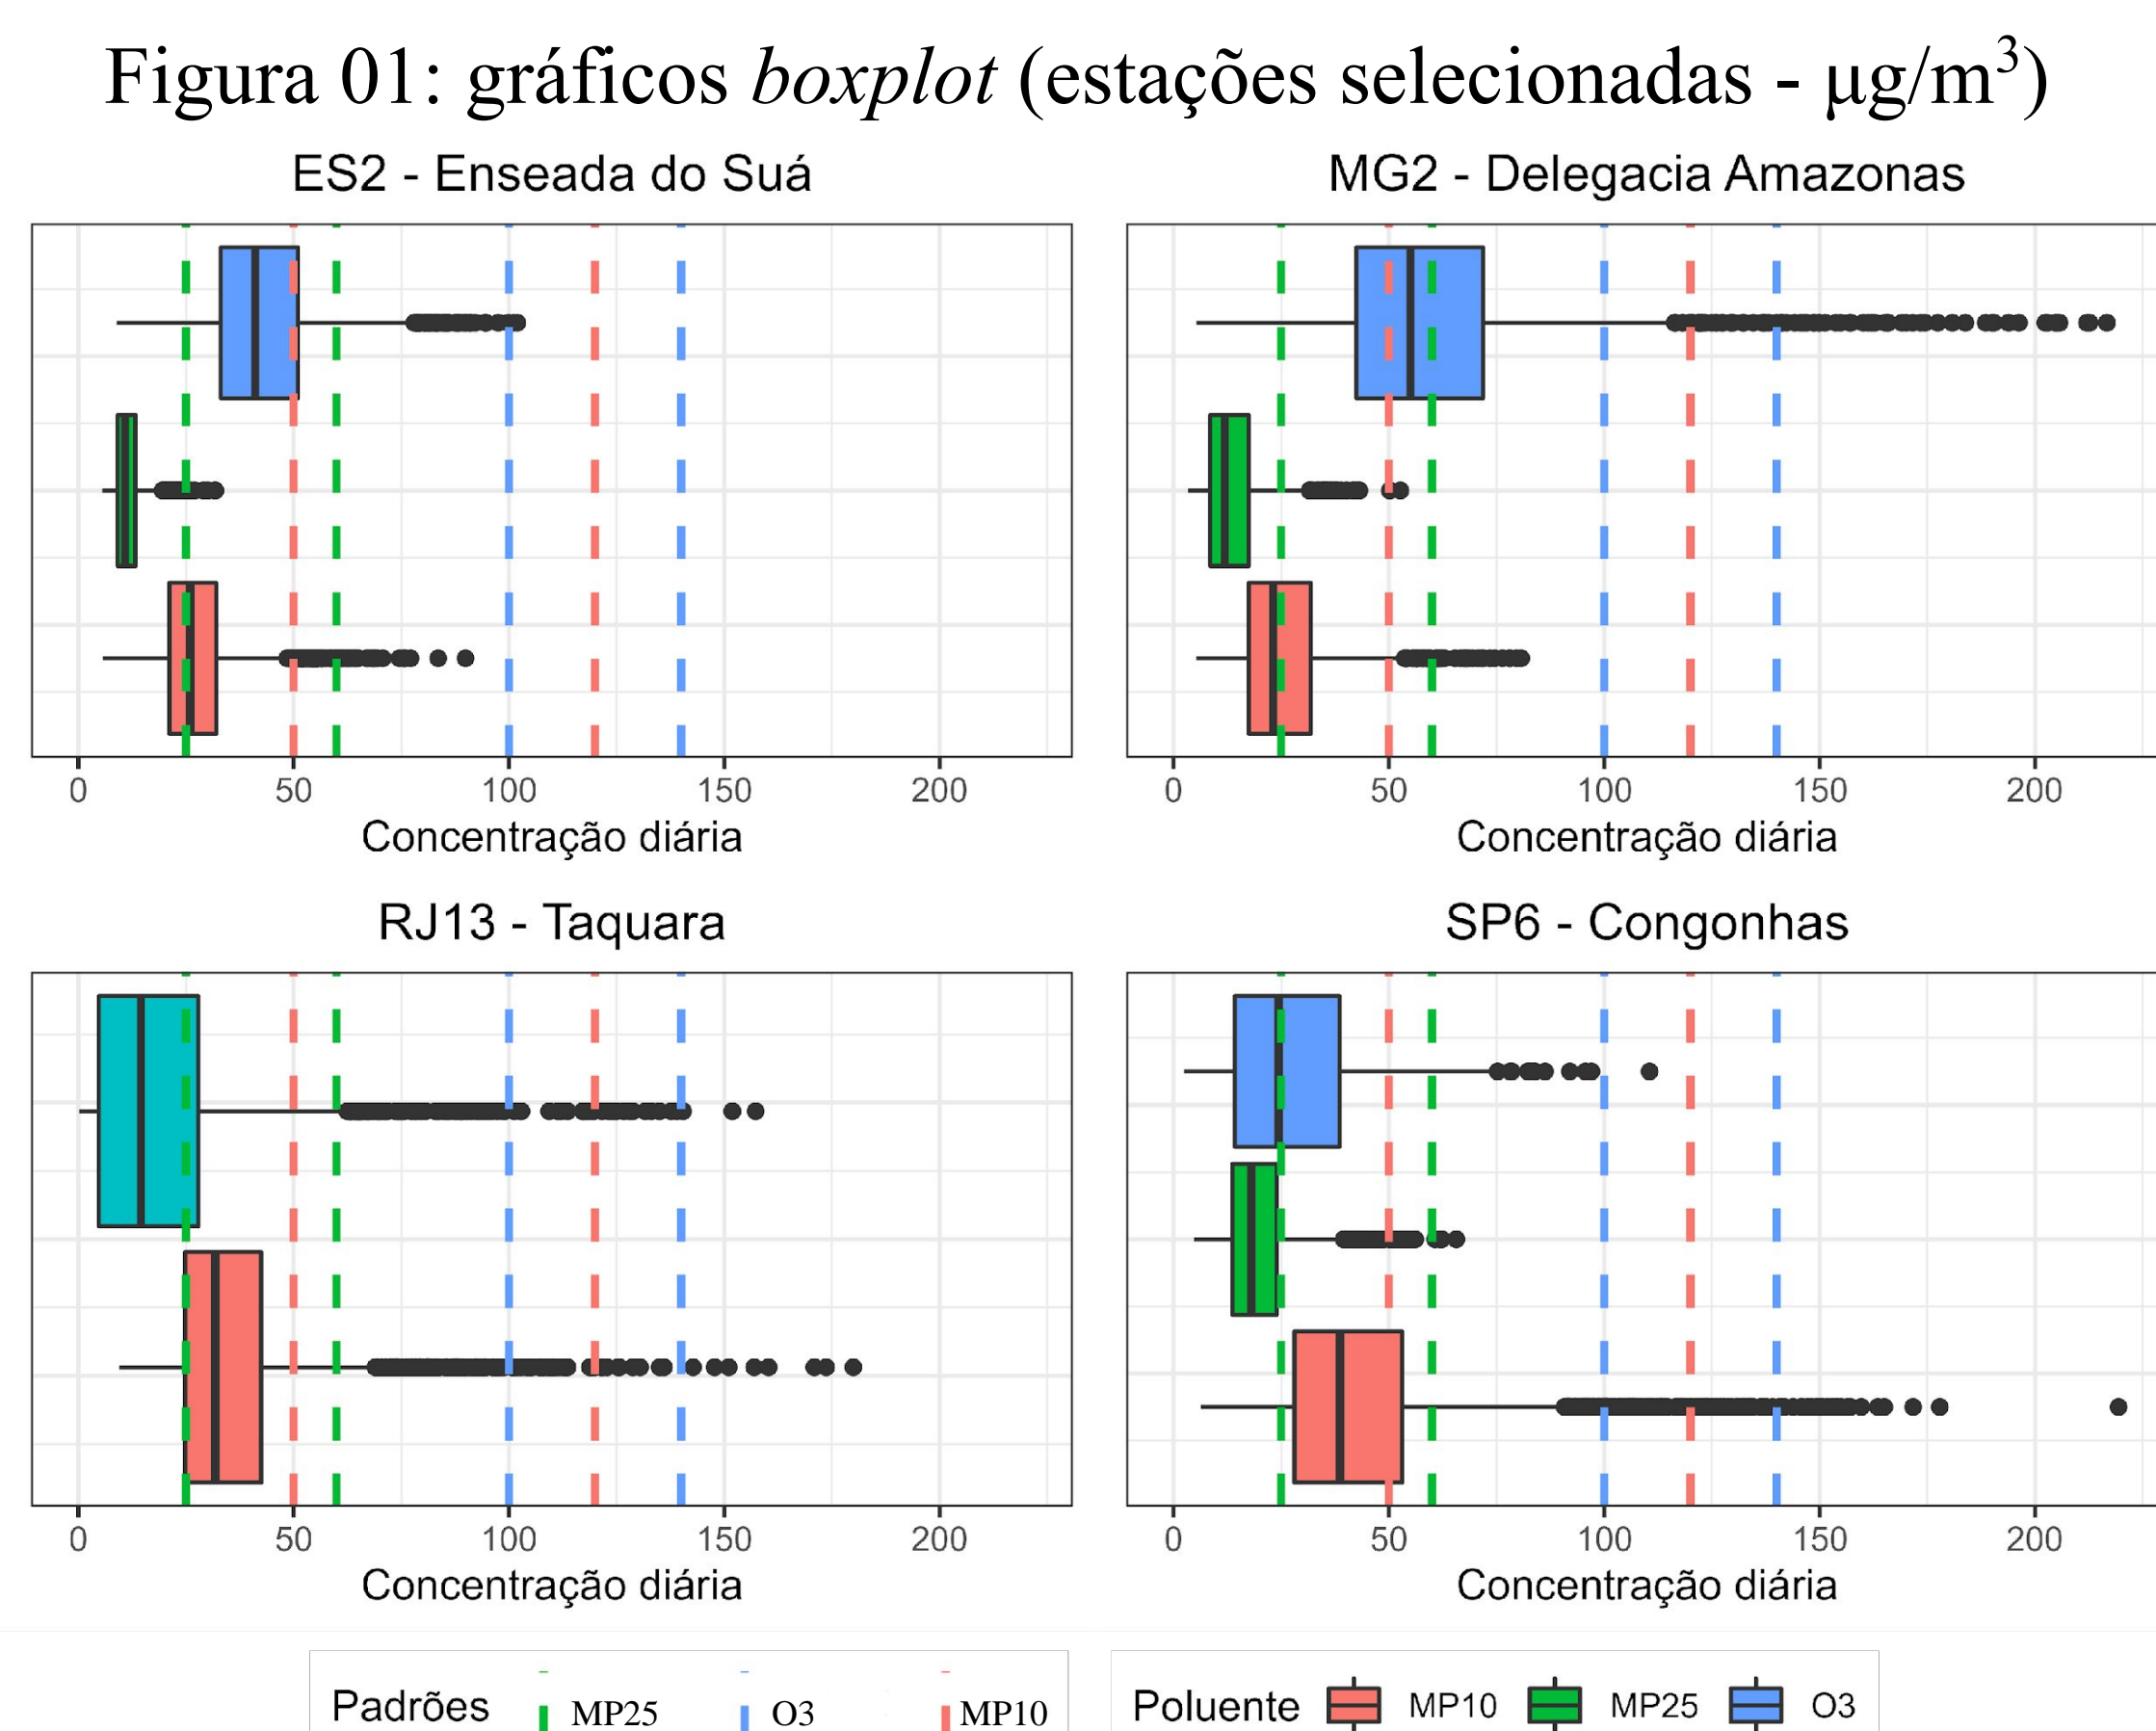 Figura 01: gráficos boxplot (estações selecionadas - µg/m³)
ES2 - Enseada do Suá
MG2 - Delegacia Amazonas
0 50 100 150 200
0 50 100 150 200
Concentração diária
Concentração diária
RJ13 - Taquara
SP6 - Congonhas
0 50 100 150 200
0 50 100 150 200
Concentração diária
Concentração diária
Padrões MP25 O3 MP10
Poluente MP10 MP25 O3